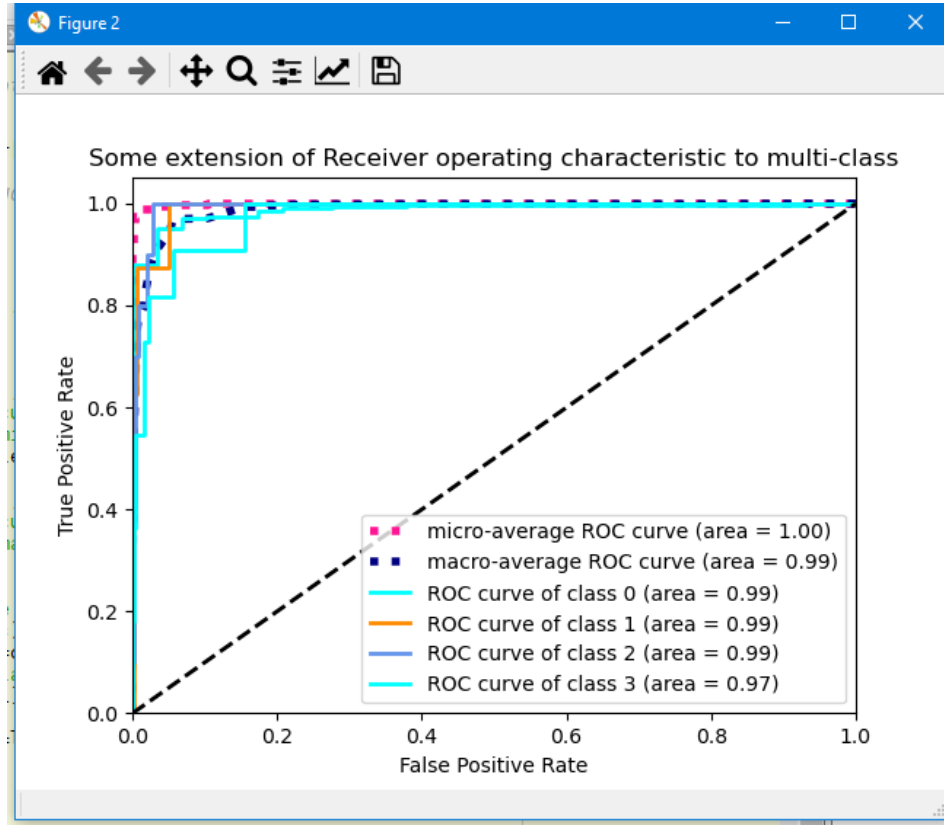 Figure 2
Some extension of Receiver operating characteristic to multi-class
1.0
0.8
0.6
0.4
0.2
0.0
True Positive Rate
micro-average ROC curve (area = 1.00)
macro-average ROC curve (area = 0.99)
ROC curve of class 0 (area = 0.99)
ROC curve of class 1 (area = 0.99)
ROC curve of class 2 (area = 0.99)
ROC curve of class 3 (area = 0.97)
0.0 0.2 0.4 0.6 0.8 1.0
False Positive Rate